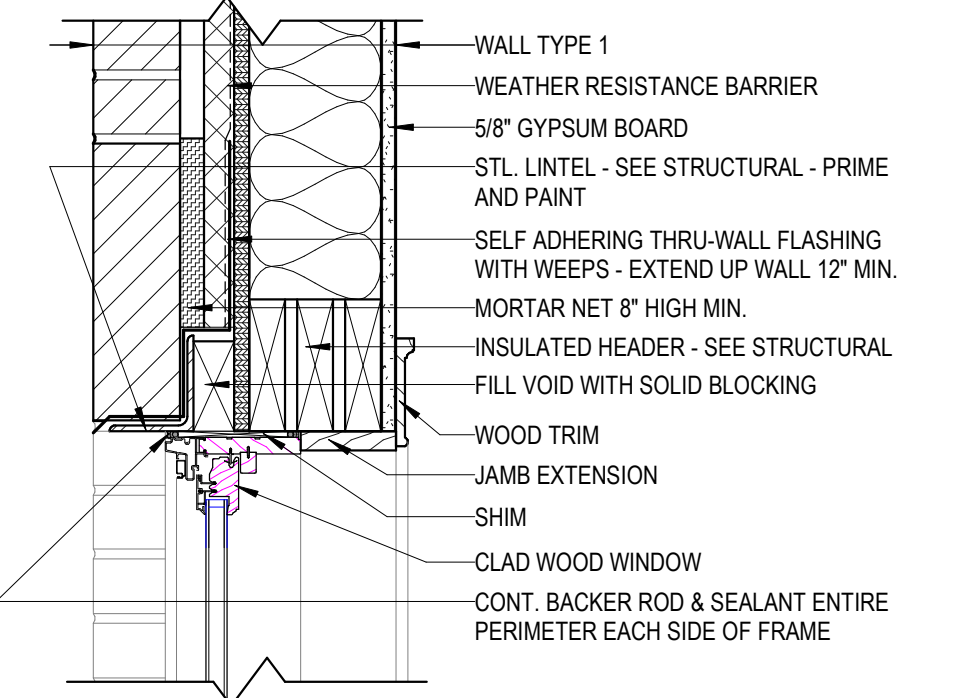 WALL TYPE 1
WEATHER RESISTANCE BARRIER
5/8" GYPSUM BOARD
STL. LINTEL - SEE STRUCTURAL - PRIME
AND PAINT
SELF ADHERING THRU-WALL FLASHING
WITH WEEPS - EXTEND UP WALL 12" MIN.
MORTAR NET 8" HIGH MIN.
INSULATED HEADER - SEE STRUCTURAL
FILL VOID WITH SOLID BLOCKING
WOOD TRIM
JAMB EXTENSION
SHIM
CLAD WOOD WINDOW
CONT. BACKER ROD & SEALANT ENTIRE
PERIMETER EACH SIDE OF FRAME